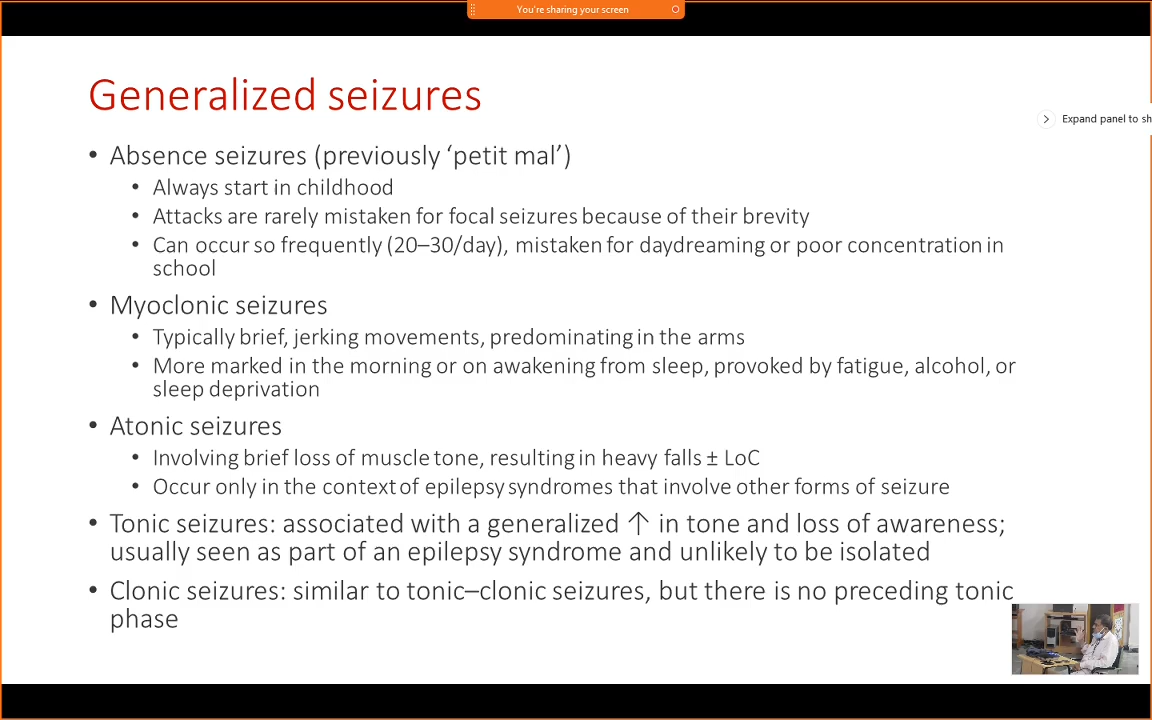 You're sharing your screen
Generalized seizures
Expand panel to sh
• Absence seizures (previously ‘petit mal’)
• Always start in childhood
• Attacks are rarely mistaken for focal seizures because of their brevity
• Can occur so frequently (20–30/day), mistaken for daydreaming or poor concentration in
school
• Myoclonic seizures
• Typically brief, jerking movements, predominating in the arms
• More marked in the morning or on awakening from sleep, provoked by fatigue, alcohol, or
sleep deprivation
• Atonic seizures
• Involving brief loss of muscle tone, resulting in heavy falls ± LoC
• Occur only in the context of epilepsy syndromes that involve other forms of seizure
• Tonic seizures: associated with a generalized ↑ in tone and loss of awareness;
usually seen as part of an epilepsy syndrome and unlikely to be isolated
• Clonic seizures: similar to tonic–clonic seizures, but there is no preceding tonic
phase